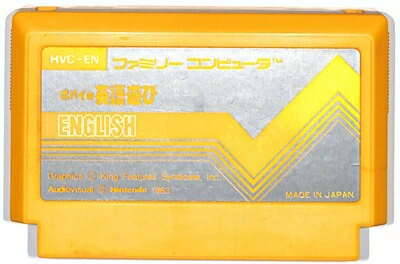 HVC-EN ファミリー コンピュータ™
ポパイの英語遊び
ENGLISH
Graphics © King Features Syndicate, Inc.
Audiovisual © Nintendo 1983
MADE IN JAPAN